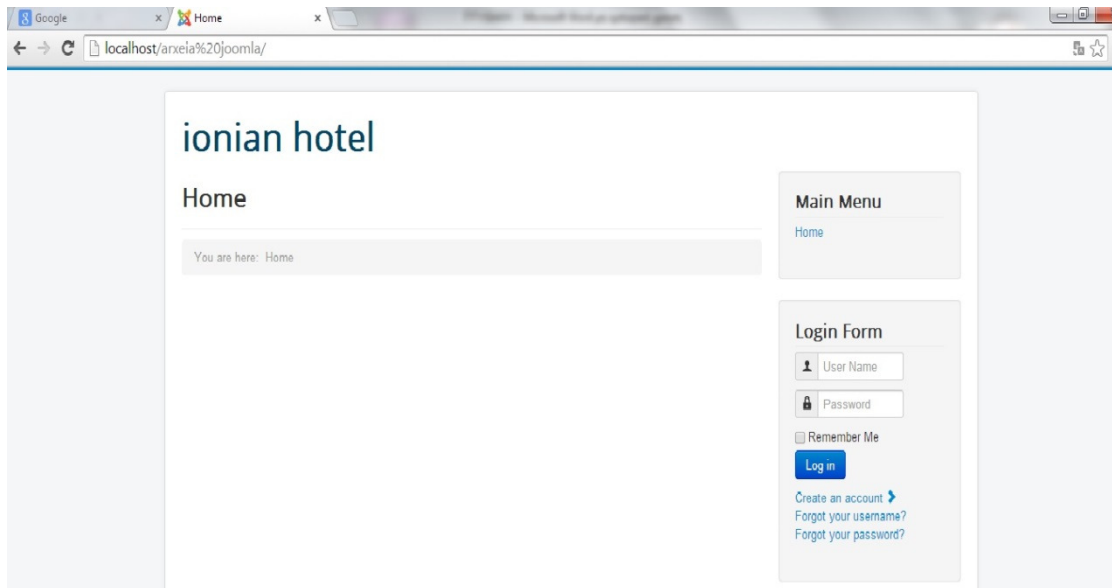 Google
Home
localhost/arxeia%20joomla/
ionian hotel
Home
You are here: Home
Main Menu
Home
Login Form
User Name
Password
Remember Me
Log in
Create an account
Forgot your username?
Forgot your password?